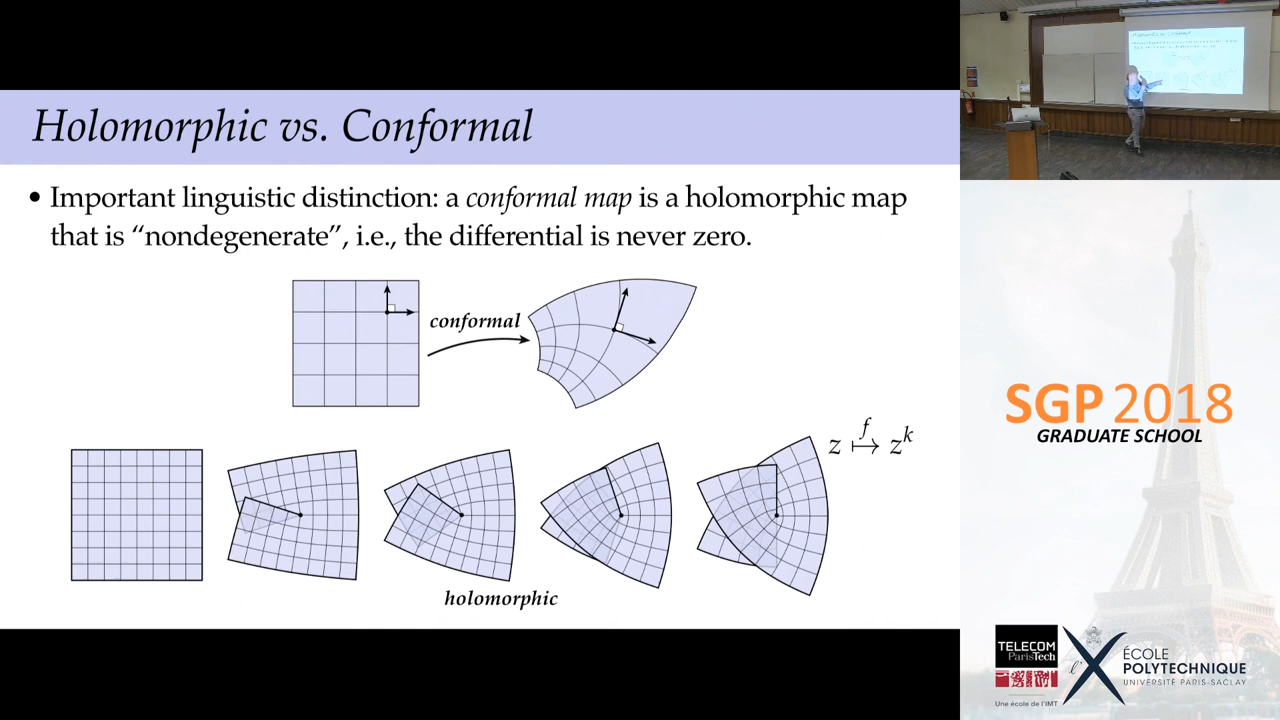 Holomorphic vs. Conformal
• Important linguistic distinction: a conformal map is a holomorphic map
that is “nondegenerate”, i.e., the differential is never zero.
conformal
z ↦ᶠ zᵏ
holomorphic
SGP 2018
GRADUATE SCHOOL
TELECOM
ParisTech
Une école de l'IMT
l'X
ÉCOLE
POLYTECHNIQUE
UNIVERSITÉ PARIS-SACLAY